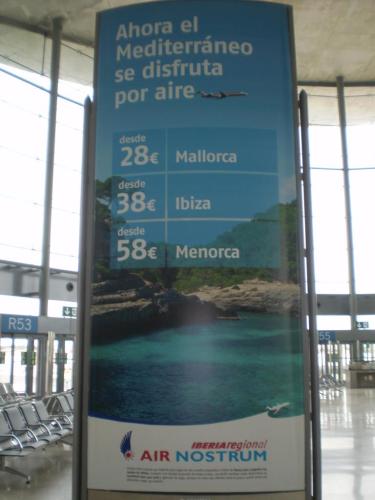 Ahora el
Mediterráneo
se disfruta
por aire
desde
28€ Mallorca
desde
38€ Ibiza
desde
58€ Menorca
R53
55
IBERIAregional
AIR NOSTRUM